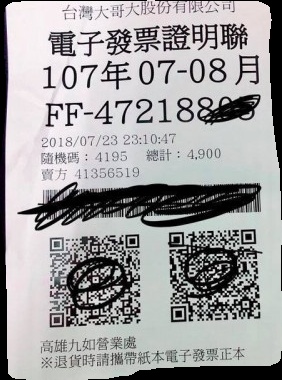 台灣大哥大股份有限公司
電子發票證明聯
107年07-08月
FF-47218
2018/07/23 23:10:47
隨機碼：4195 總計：4,900
賣方 41356519
高雄九如營業處
※退貨時請攜帶紙本電子發票正本